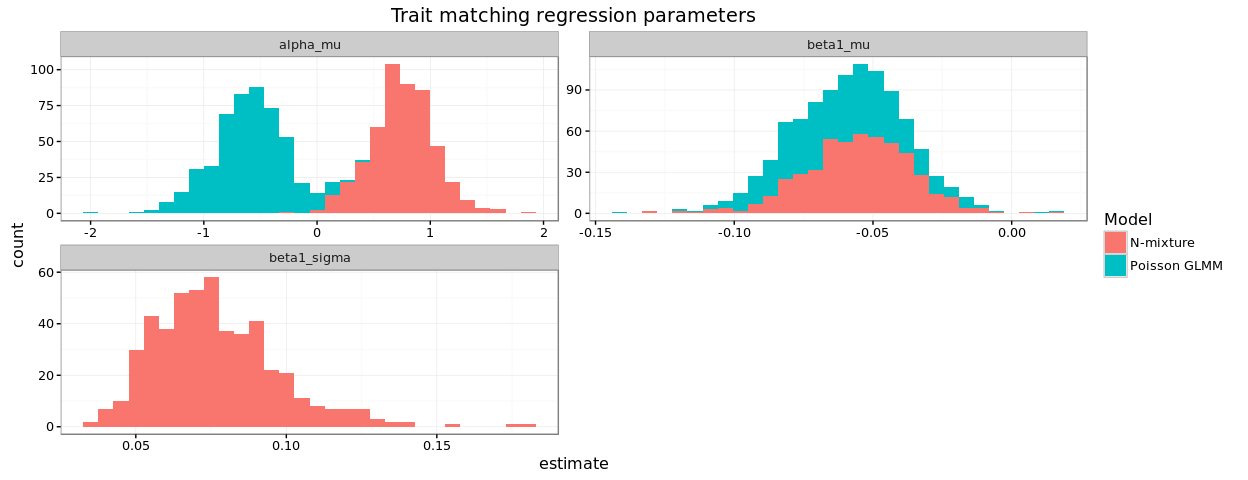 Trait matching regression parameters
alpha_mu
beta1_mu
100
75
50
25
0
-2
-1
0
1
2
90
60
30
0
-0.15
-0.10
-0.05
0.00
beta1_sigma
60
40
20
0
0.05
0.10
0.15
count
estimate
Model
N-mixture
Poisson GLMM